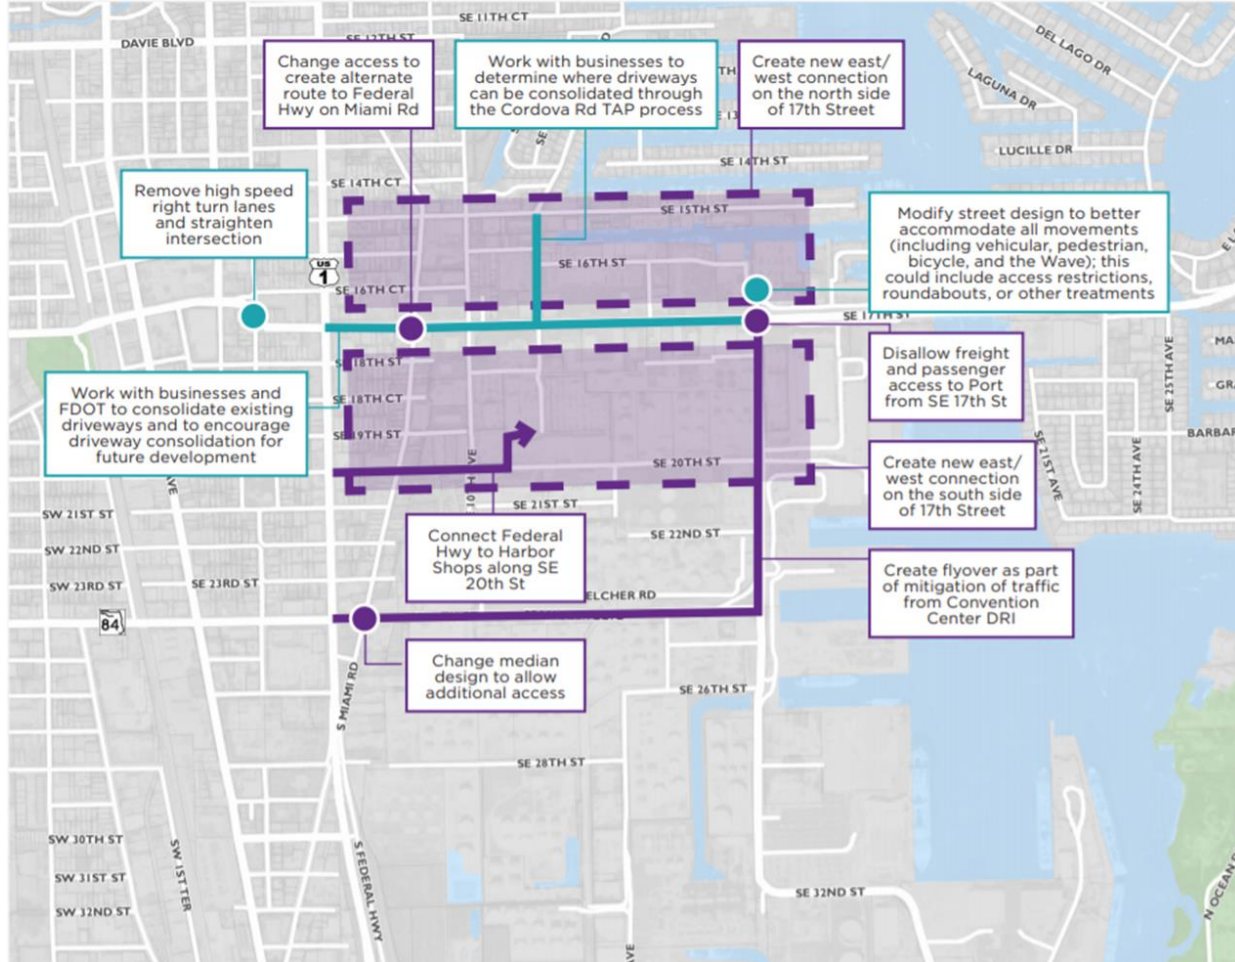 SE 11TH CT
DAVIE BLVD
SE 12TH ST
DEL LAGO DR
Change access to
create alternate
route to Federal
Hwy on Miami Rd
Work with businesses to
determine where driveways
can be consolidated through
the Cordova Rd TAP process
Create new east/
west connection
on the north side
of 17th Street
LAGUNA DR
LUCILLE DR
SE 14TH ST
SE 14TH CT
Remove high speed
right turn lanes
and straighten
intersection
SE 15TH ST
Modify street design to better
accommodate all movements
(including vehicular, pedestrian,
bicycle, and the Wave); this
could include access restrictions,
roundabouts, or other treatments
US
1
SE 16TH ST
SE 16TH CT
SE 17TH ST
SE 18TH ST
Disallow freight
and passenger
access to Port
from SE 17th St
SE 25TH AVE
MA
GRA
Work with businesses and
FDOT to consolidate existing
driveways and to encourage
driveway consolidation for
future development
SE 18TH CT
SE 19TH ST
BARBAR
SE 20TH ST
Create new east/
west connection
on the south side
of 17th Street
SE 21ST AVE
SE 24TH AVE
AVE
10TH AVE
SE 21ST ST
SW 21ST ST
Connect Federal
Hwy to Harbor
Shops along SE
20th St
SE 22ND ST
SW 22ND ST
SW 23RD ST
SE 23RD ST
ELCHER RD
Create flyover as part
of mitigation of traffic
from Convention
Center DRI
84
Change median
design to allow
additional access
S MIAMI RD
SE 26TH ST
SE 28TH ST
SW 30TH ST
SW 31ST ST
SW 32ND ST
SW 1ST TER
S FEDERAL HWY
SE 32ND ST
N OCEAN
AVE